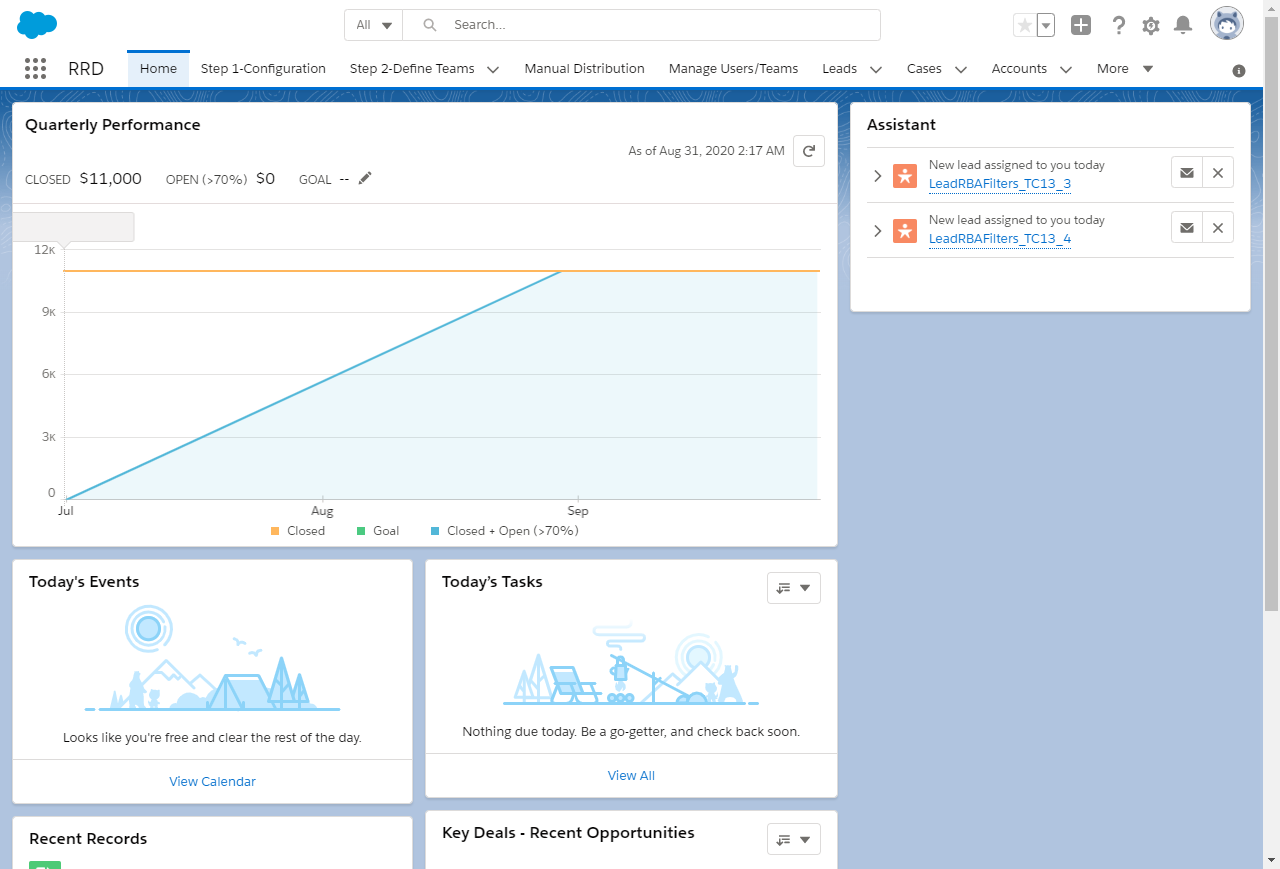 All
Search...
RRD
Home
Step 1-Configuration
Step 2-Define Teams
Manual Distribution
Manage Users/Teams
Leads
Cases
Accounts
More
Quarterly Performance
As of Aug 31, 2020 2:17 AM
CLOSED $11,000 OPEN (>70%) $0 GOAL --
12K
9K
6K
3K
0
Jul Aug Sep
Closed Goal Closed + Open (>70%)
Assistant
New lead assigned to you today
LeadRBAFilters_TC13_3
New lead assigned to you today
LeadRBAFilters_TC13_4
Today's Events
Looks like you're free and clear the rest of the day.
View Calendar
Today’s Tasks
Nothing due today. Be a go-getter, and check back soon.
View All
Recent Records
Key Deals - Recent Opportunities